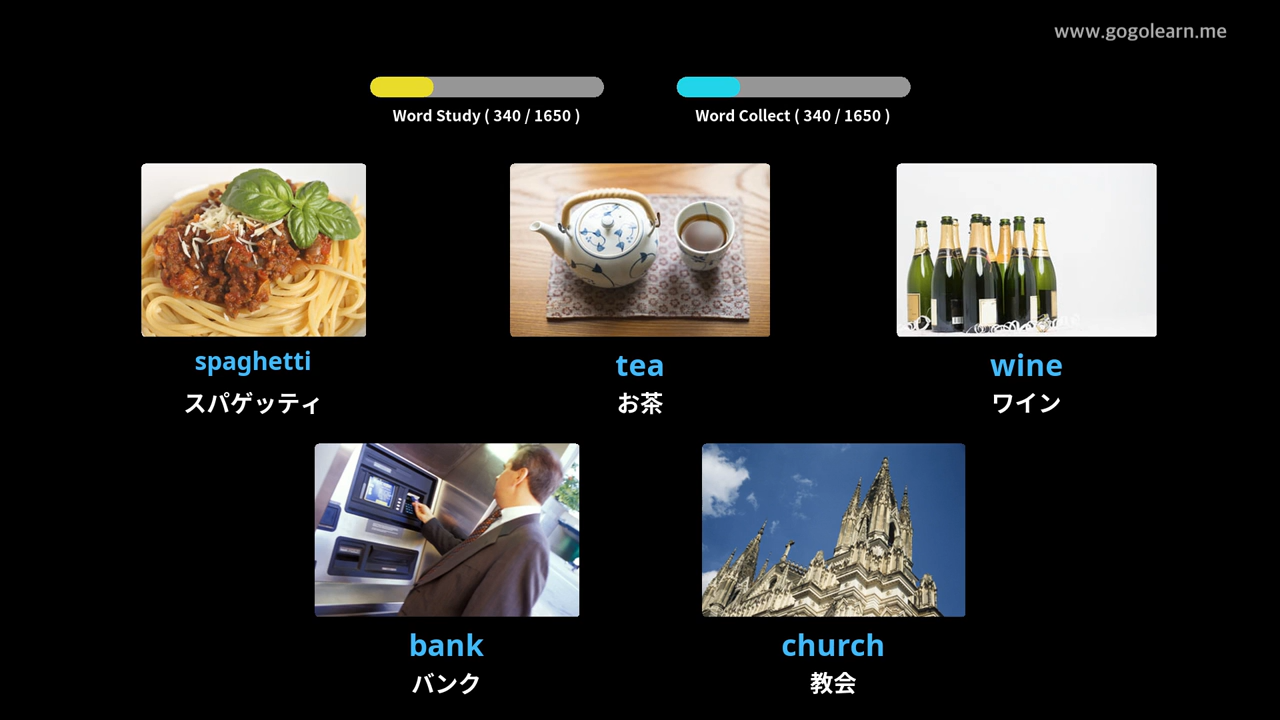 www.gogolearn.me
Word Study ( 340 / 1650 )
Word Collect ( 340 / 1650 )
spaghetti
スパゲッティ
tea
お茶
wine
ワイン
bank
バンク
church
教会